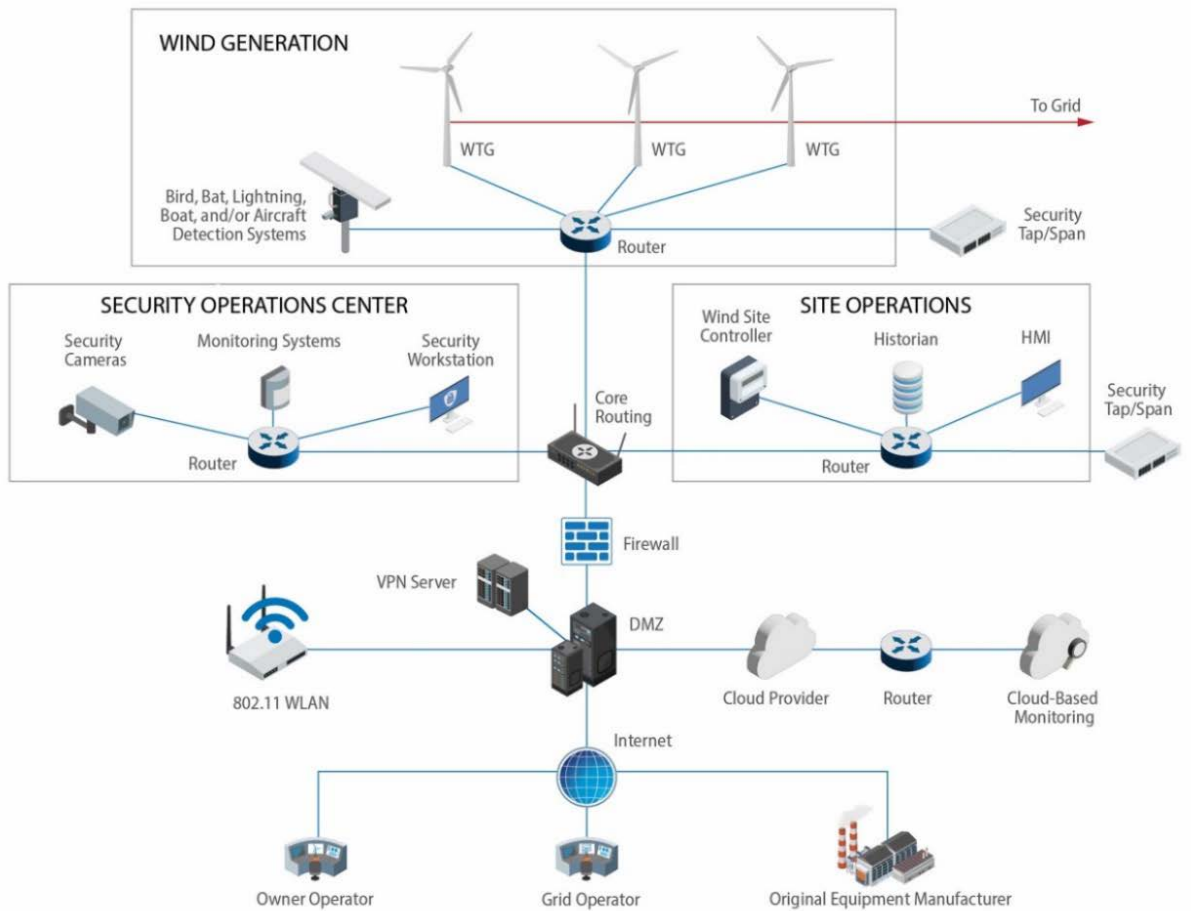 WIND GENERATION
To Grid
WTG
WTG
WTG
Bird, Bat, Lightning,
Boat, and/or Aircraft
Detection Systems
Router
Security
Tap/Span
SECURITY OPERATIONS CENTER
Security
Cameras
Monitoring Systems
Security
Workstation
Router
Core
Routing
SITE OPERATIONS
Wind Site
Controller
Historian
HMI
Router
Security
Tap/Span
Firewall
VPN Server
DMZ
802.11 WLAN
Cloud Provider
Router
Cloud-Based
Monitoring
Internet
Owner Operator
Grid Operator
Original Equipment Manufacturer